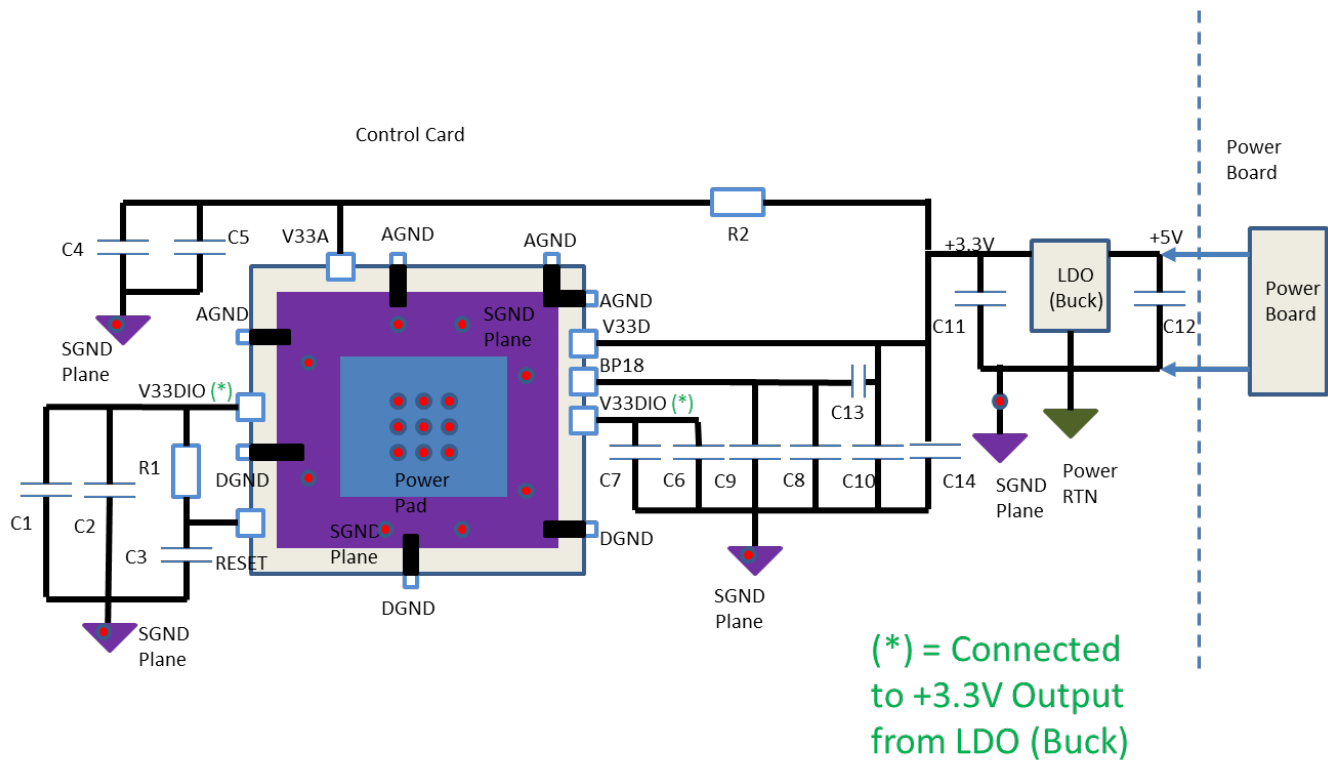 Control Card
Power
Board
C4
C5
V33A
AGND
AGND
R2
+3.3V
+5V
LDO
(Buck)
Power
Board
AGND
SGND
Plane
AGND
V33D
C11
C12
SGND
Plane
BP18
V33DIO (*)
V33DIO (*)
C13
R1
DGND
Power
Pad
C7
C6
C9
C8
C10
C14
SGND
Plane
Power
RTN
C1
C2
C3
RESET
SGND
Plane
DGND
DGND
SGND
Plane
SGND
Plane
(*) = Connected
to +3.3V Output
from LDO (Buck)